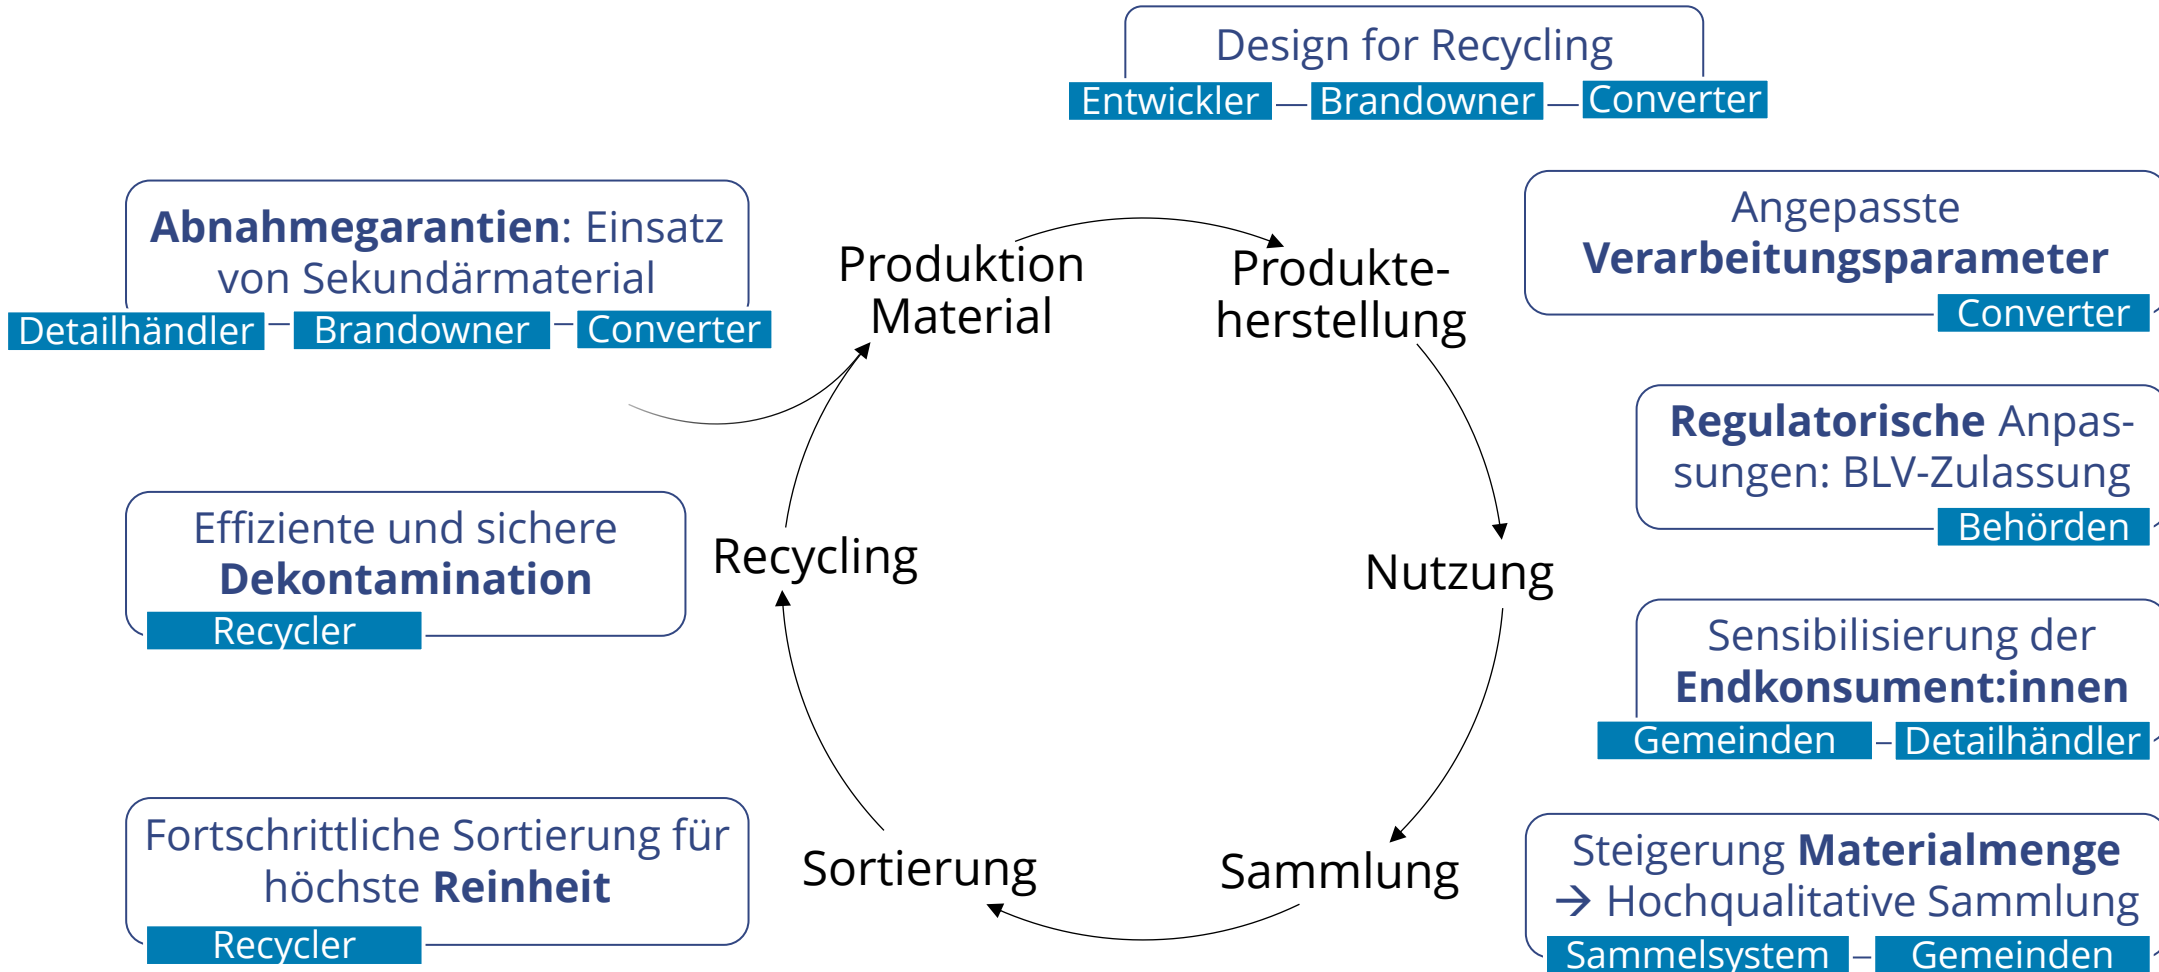 Design for Recycling
Entwickler
Brandowner
Converter
Abnahmegarantien: Einsatz
von Sekundärmaterial
Detailhändler
Brandowner
Converter
Produktion
Material
Produkte-
herstellung
Angepasste
Verarbeitungsparameter
Converter
Regulatorische Anpas-
sungen: BLV-Zulassung
Behörden
Effiziente und sichere
Dekontamination
Recycler
Recycling
Nutzung
Sensibilisierung der
Endkonsument:innen
Gemeinden
Detailhändler
Fortschrittliche Sortierung für
höchste Reinheit
Recycler
Sortierung
Sammlung
Steigerung Materialmenge
→ Hochqualitative Sammlung
Sammelsystem
Gemeinden